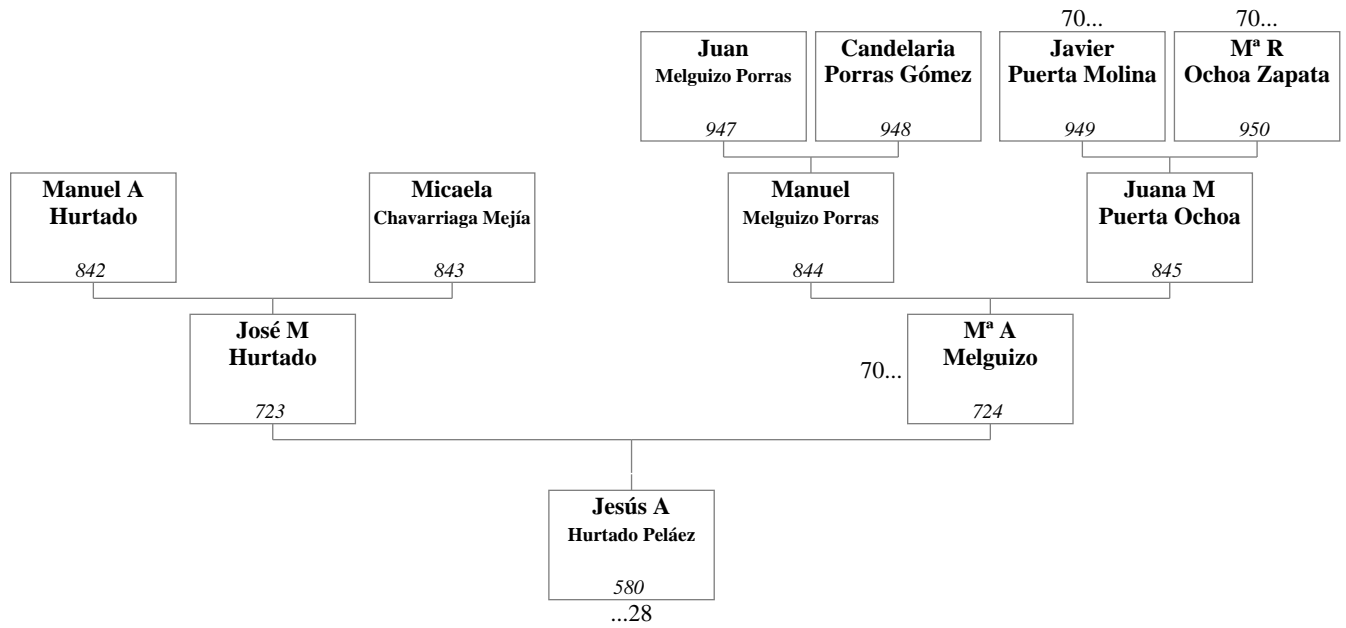 70...
70...
Juan
Melguizo Porras
947
Candelaria
Porras Gómez
948
Javier
Puerta Molina
949
Mª R
Ochoa Zapata
950
Manuel A
Hurtado
842
Micaela
Chavarriaga Mejía
843
Manuel
Melguizo Porras
844
Juana M
Puerta Ochoa
845
José M
Hurtado
723
70...
Mª A
Melguizo
724
Jesús A
Hurtado Peláez
580
...28